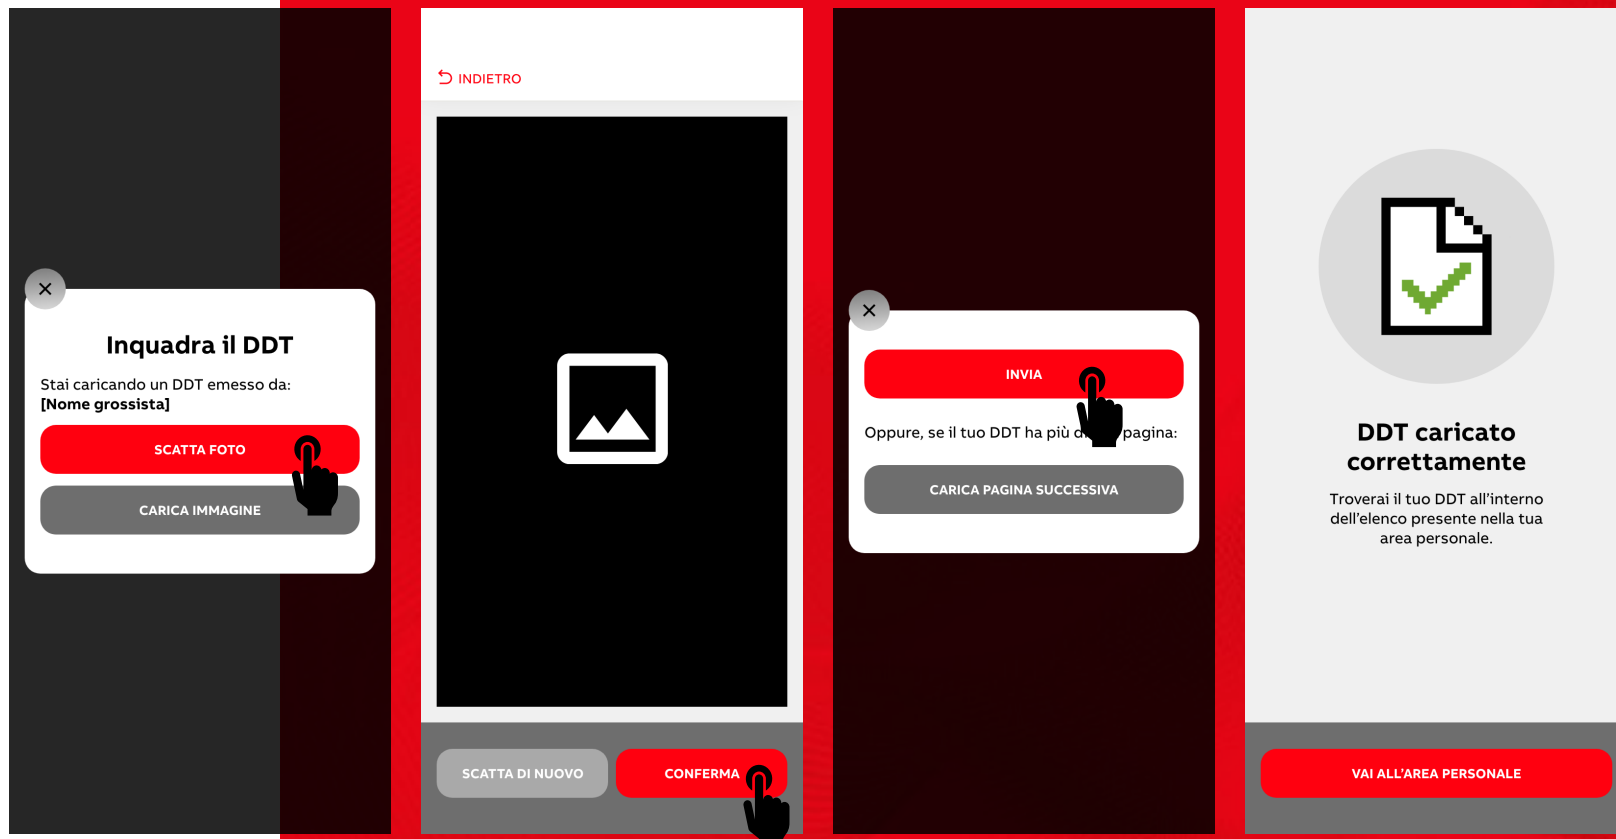 Inquadra il DDT
Stai caricando un DDT emesso da:
[Nome grossista]
SCATTA FOTO
CARICA IMMAGINE
INDIETRO
SCATTA DI NUOVO
CONFERMA
INVIA
Oppure, se il tuo DDT ha più pagina:
CARICA PAGINA SUCCESSIVA
DDT caricato
correttamente
Troverai il tuo DDT all'interno
dell'elenco presente nella tua
area personale.
VAI ALL'AREA PERSONALE